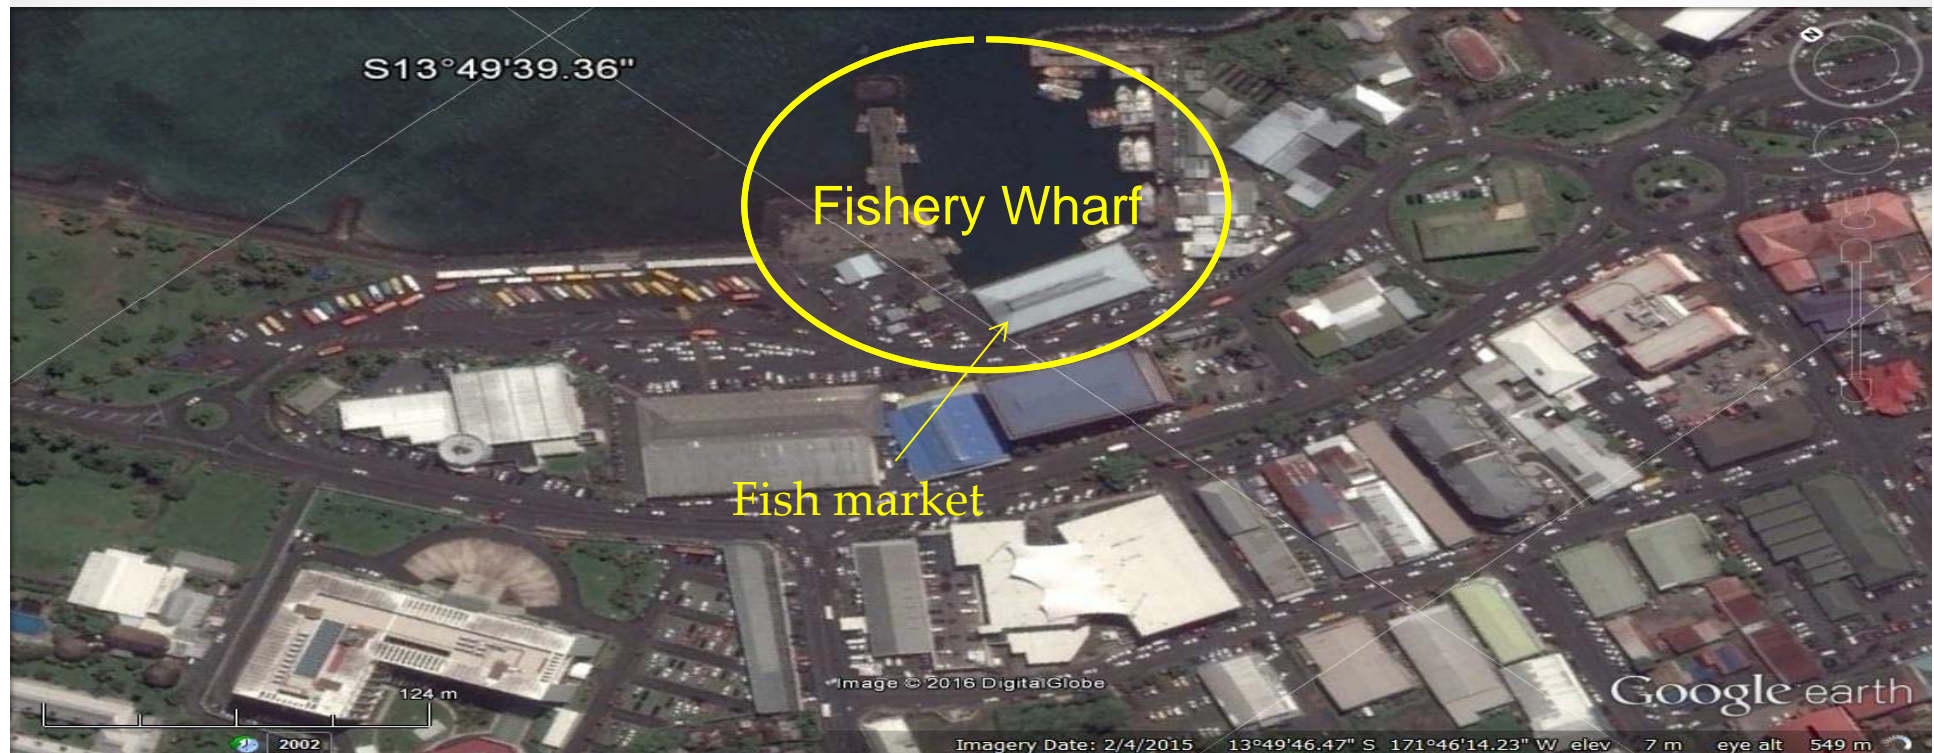 S13°49'39.36"
N
Fishery Wharf
Fish market
124 m
Image © 2016 DigitalGlobe
Google earth
2002
Imagery Date: 2/4/2015 13°49'46.47" S 171°46'14.23" W elev 7 m eye alt 549 m